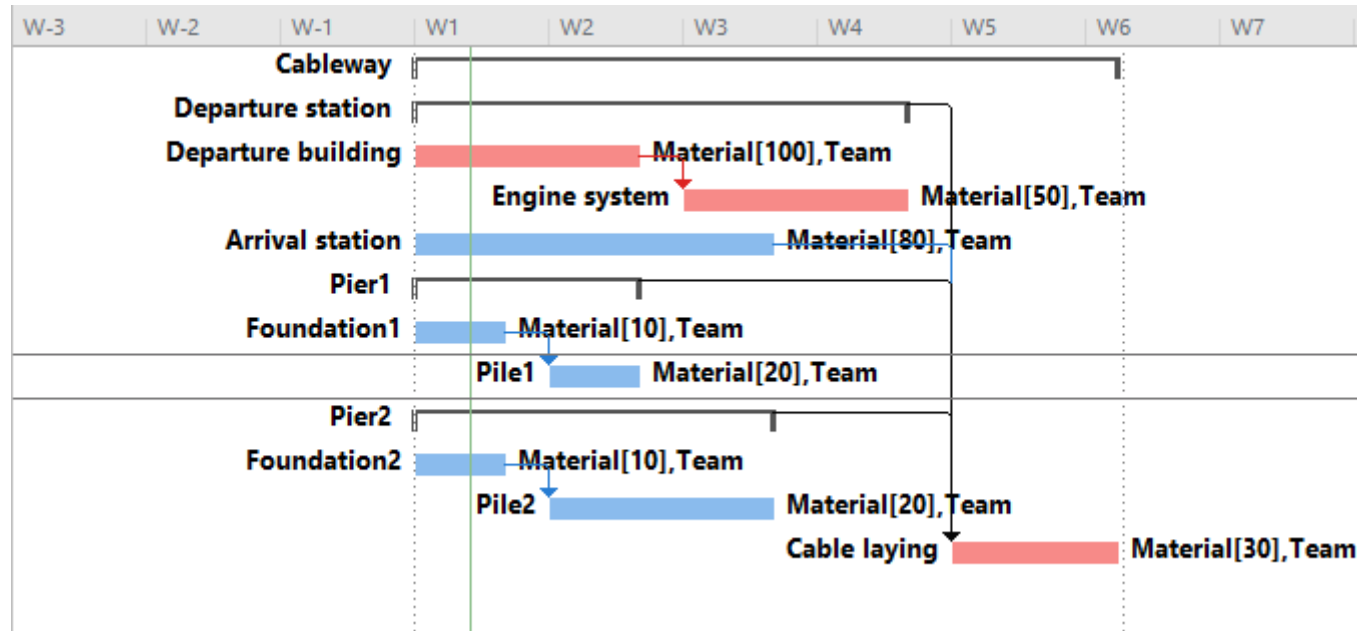 W-3 W-2 W-1 W1 W2 W3 W4 W5 W6 W7
Cableway
Departure station
Departure building Material[100],Team
Engine system Material[50],Team
Arrival station Material[80],Team
Pier1
Foundation1 Material[10],Team
Pile1 Material[20],Team
Pier2
Foundation2 Material[10],Team
Pile2 Material[20],Team
Cable laying Material[30],Team